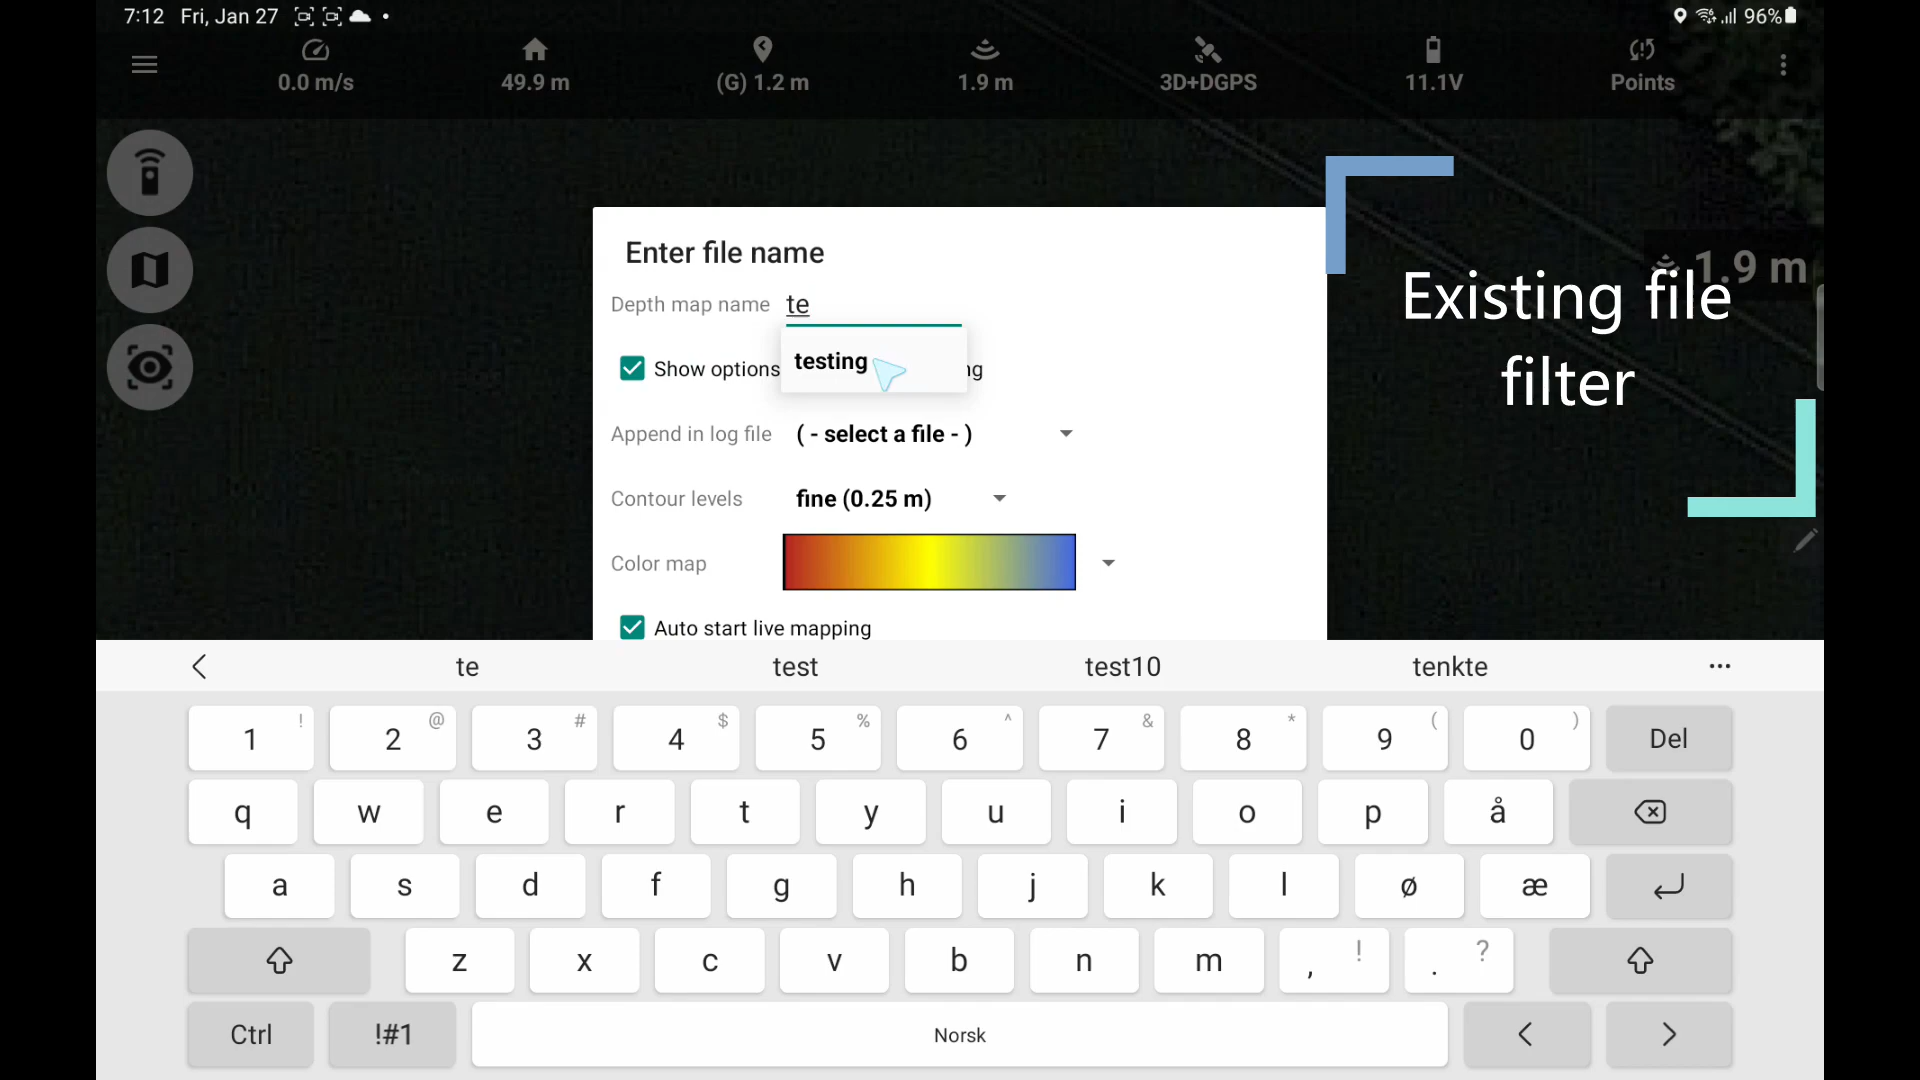 7:12 Fri, Jan 27 96%
0.0 m/s 49.9 m (G) 1.2 m 1.9 m 3D+DGPS 11.1V Points
1.9 m
Existing file
filter
Enter file name
Depth map name te
testing
Show options ng
Append in log file ( - select a file - )
Contour levels fine (0.25 m)
Color map
Auto start live mapping
te test test10 tenkte ...
1 ! 2 @ 3 # 4 $ 5 % 6 ^ 7 & 8 * 9 ( 0 ) Del
q w e r t y u i o p å
a s d f g h j k l ø æ
z x c v b n m , ! . ?
Ctrl !#1 Norsk < >